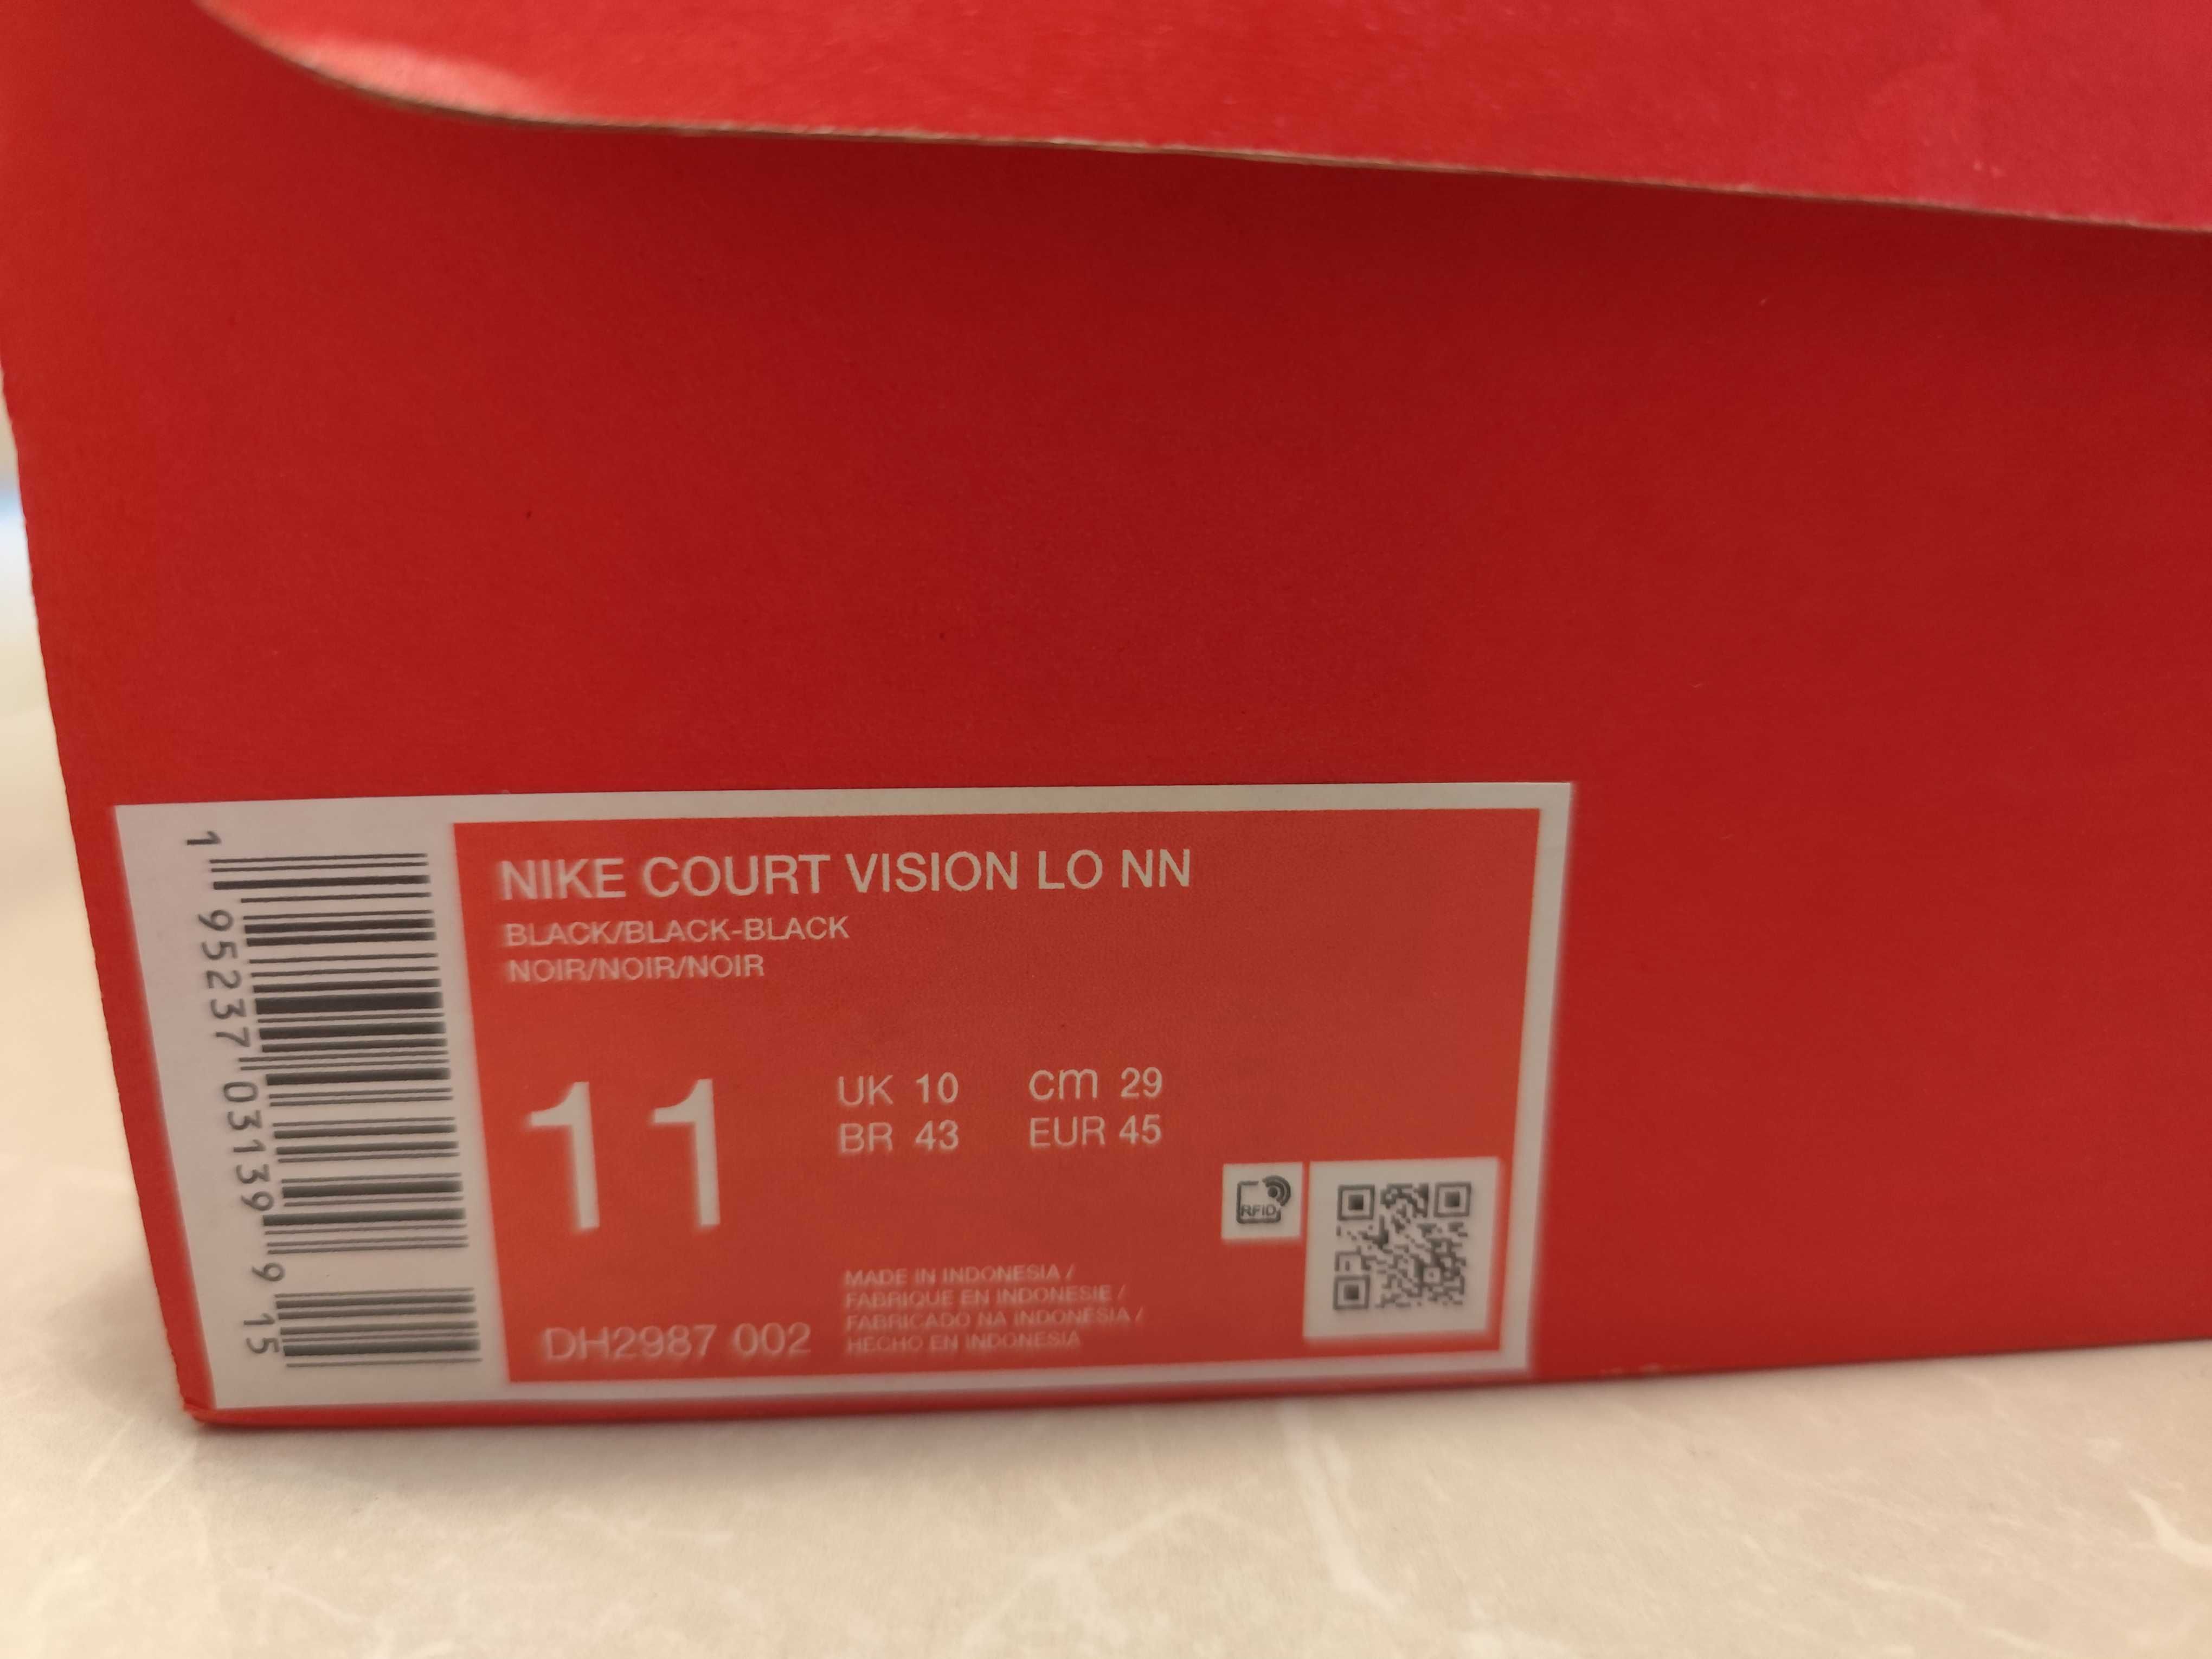 NIKE COURT VISION LO NN
BLACK/BLACK-BLACK
NOIR/NOIR/NOIR
11
UK 10 cm 29
BR 43 EUR 45
RFID
DH2987 002
MADE IN INDONESIA /
FABRIQUE EN INDONESIE /
FABRICADO NA INDONÉSIA /
HECHO EN INDONESIA
1 95237 03139 9 15